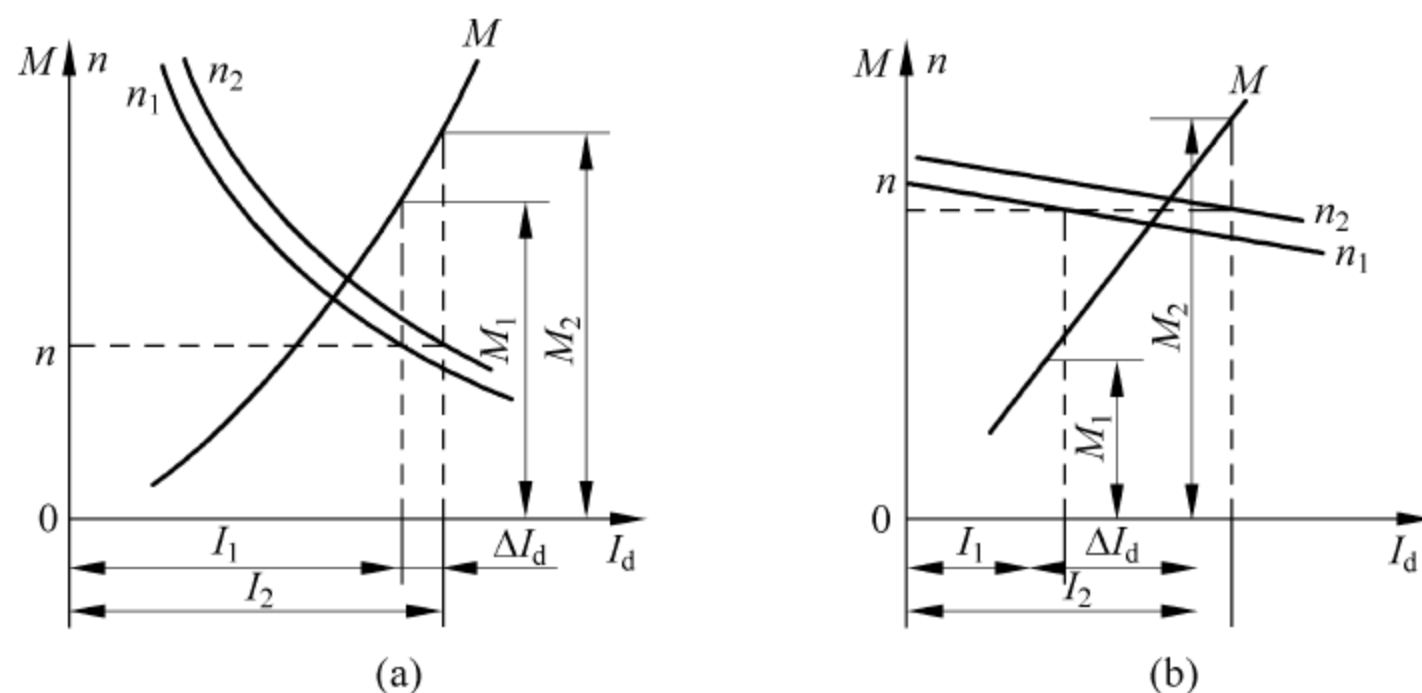 M n
n₁
n₂
M
n
M₁
M₂
0
I₁
ΔI_d
I_d
I₂
(a)
M n
M
n
n₂
n₁
M₂
M₁
0
I₁
ΔI_d
I_d
I₂
(b)